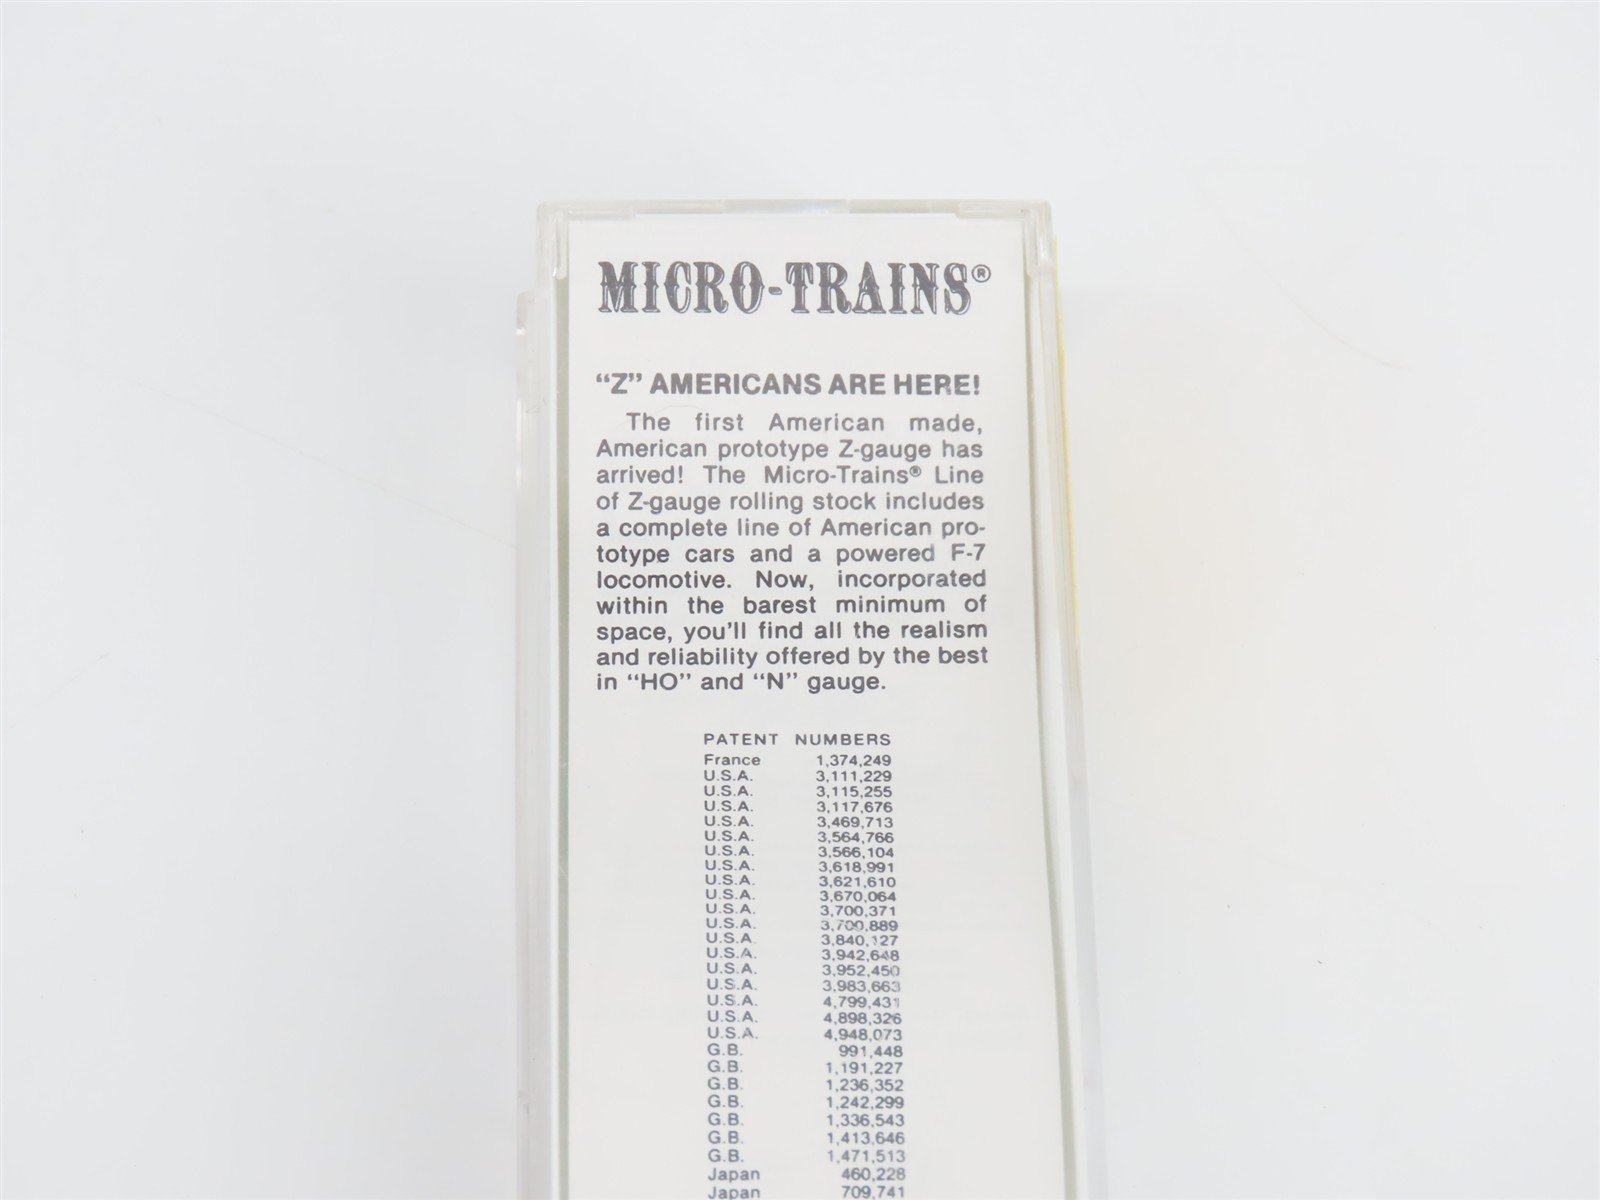 MICRO-TRAINS®
“Z” AMERICANS ARE HERE!
The first American made,
American prototype Z-gauge has
arrived! The Micro-Trains® Line
of Z-gauge rolling stock includes
a complete line of American pro-
totype cars and a powered F-7
locomotive. Now, incorporated
within the barest minimum of
space, you'll find all the realism
and reliability offered by the best
in “HO” and “N” gauge.
PATENT NUMBERS
France 1,374,249
U.S.A. 3,111,229
U.S.A. 3,115,255
U.S.A. 3,117,676
U.S.A. 3,469,713
U.S.A. 3,564,766
U.S.A. 3,566,104
U.S.A. 3,618,991
U.S.A. 3,621,610
U.S.A. 3,670,064
U.S.A. 3,700,371
U.S.A. 3,700,889
U.S.A. 3,840,127
U.S.A. 3,942,648
U.S.A. 3,952,450
U.S.A. 3,983,663
U.S.A. 4,799,431
U.S.A. 4,898,326
U.S.A. 4,948,073
G.B. 991,448
G.B. 1,191,227
G.B. 1,236,352
G.B. 1,242,299
G.B. 1,336,543
G.B. 1,413,646
G.B. 1,471,513
Japan 460,228
Japan 709,741